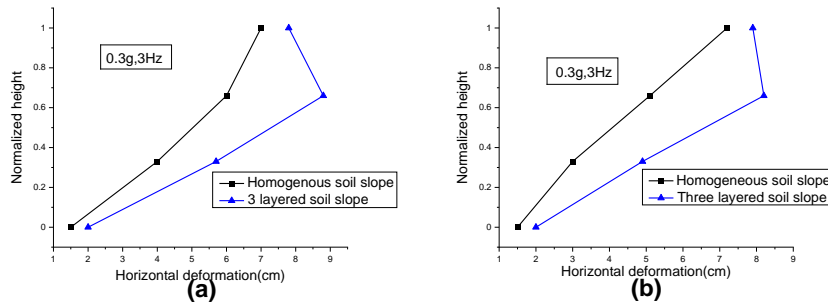 0.3g,3Hz
Normalized height
1
0.8
0.6
0.4
0.2
0
Homogenous soil slope
3 layered soil slope
1 2 3 4 5 6 7 8 9
Horizontal deformation(cm)
(a)
0.3g,3Hz
Normalized height
1
0.8
0.6
0.4
0.2
0
Homogeneous soil slope
Three layered soil slope
1 2 3 4 5 6 7 8 9
Horizontal deformation(cm)
(b)